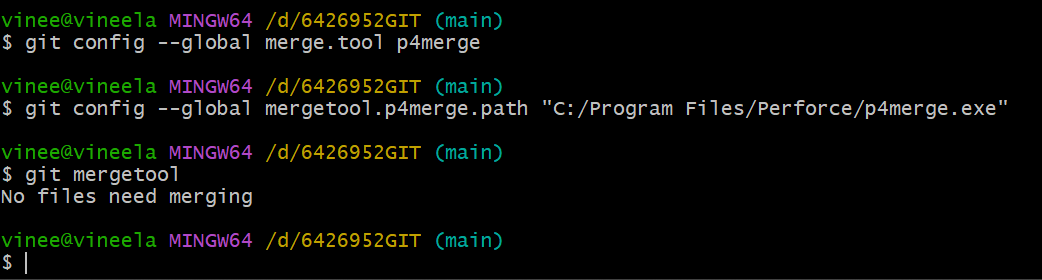 vinee@vineela MINGW64 /d/6426952GIT (main)
$ git config --global merge.tool p4merge
vinee@vineela MINGW64 /d/6426952GIT (main)
$ git config --global mergetool.p4merge.path "C:/Program Files/Perforce/p4merge.exe"
vinee@vineela MINGW64 /d/6426952GIT (main)
$ git mergetool
No files need merging
vinee@vineela MINGW64 /d/6426952GIT (main)
$